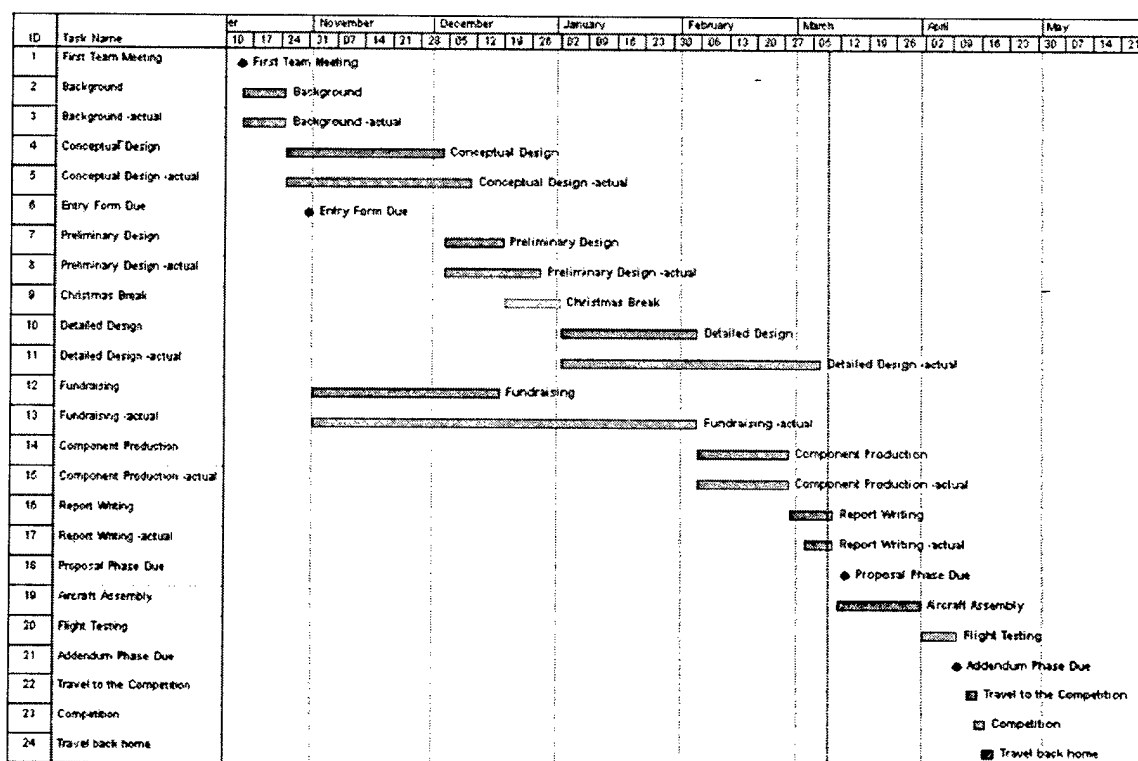 er November December January February March April May
ID Task Name 10 17 24 31 07 14 21 28 05 12 19 26 02 09 16 23 30 06 13 20 27 05 12 19 26 02 09 16 23 30 07 14 21
1 First Team Meeting First Team Meeting
2 Background Background
3 Background -actual Background -actual
4 Conceptual Design Conceptual Design
5 Conceptual Design -actual Conceptual Design -actual
6 Entry Form Due Entry Form Due
7 Preliminary Design Preliminary Design
8 Preliminary Design -actual Preliminary Design -actual
9 Christmas Break Christmas Break
10 Detailed Design Detailed Design
11 Detailed Design -actual Detailed Design -actual
12 Fundraising Fundraising
13 Fundraising -actual Fundraising -actual
14 Component Production Component Production
15 Component Production -actual Component Production -actual
16 Report Writing Report Writing
17 Report Writing -actual Report Writing -actual
18 Proposal Phase Due Proposal Phase Due
19 Aircraft Assembly Aircraft Assembly
20 Flight Testing Flight Testing
21 Addendum Phase Due Addendum Phase Due
22 Travel to the Competition Travel to the Competition
23 Competition Competition
24 Travel back home Travel back home